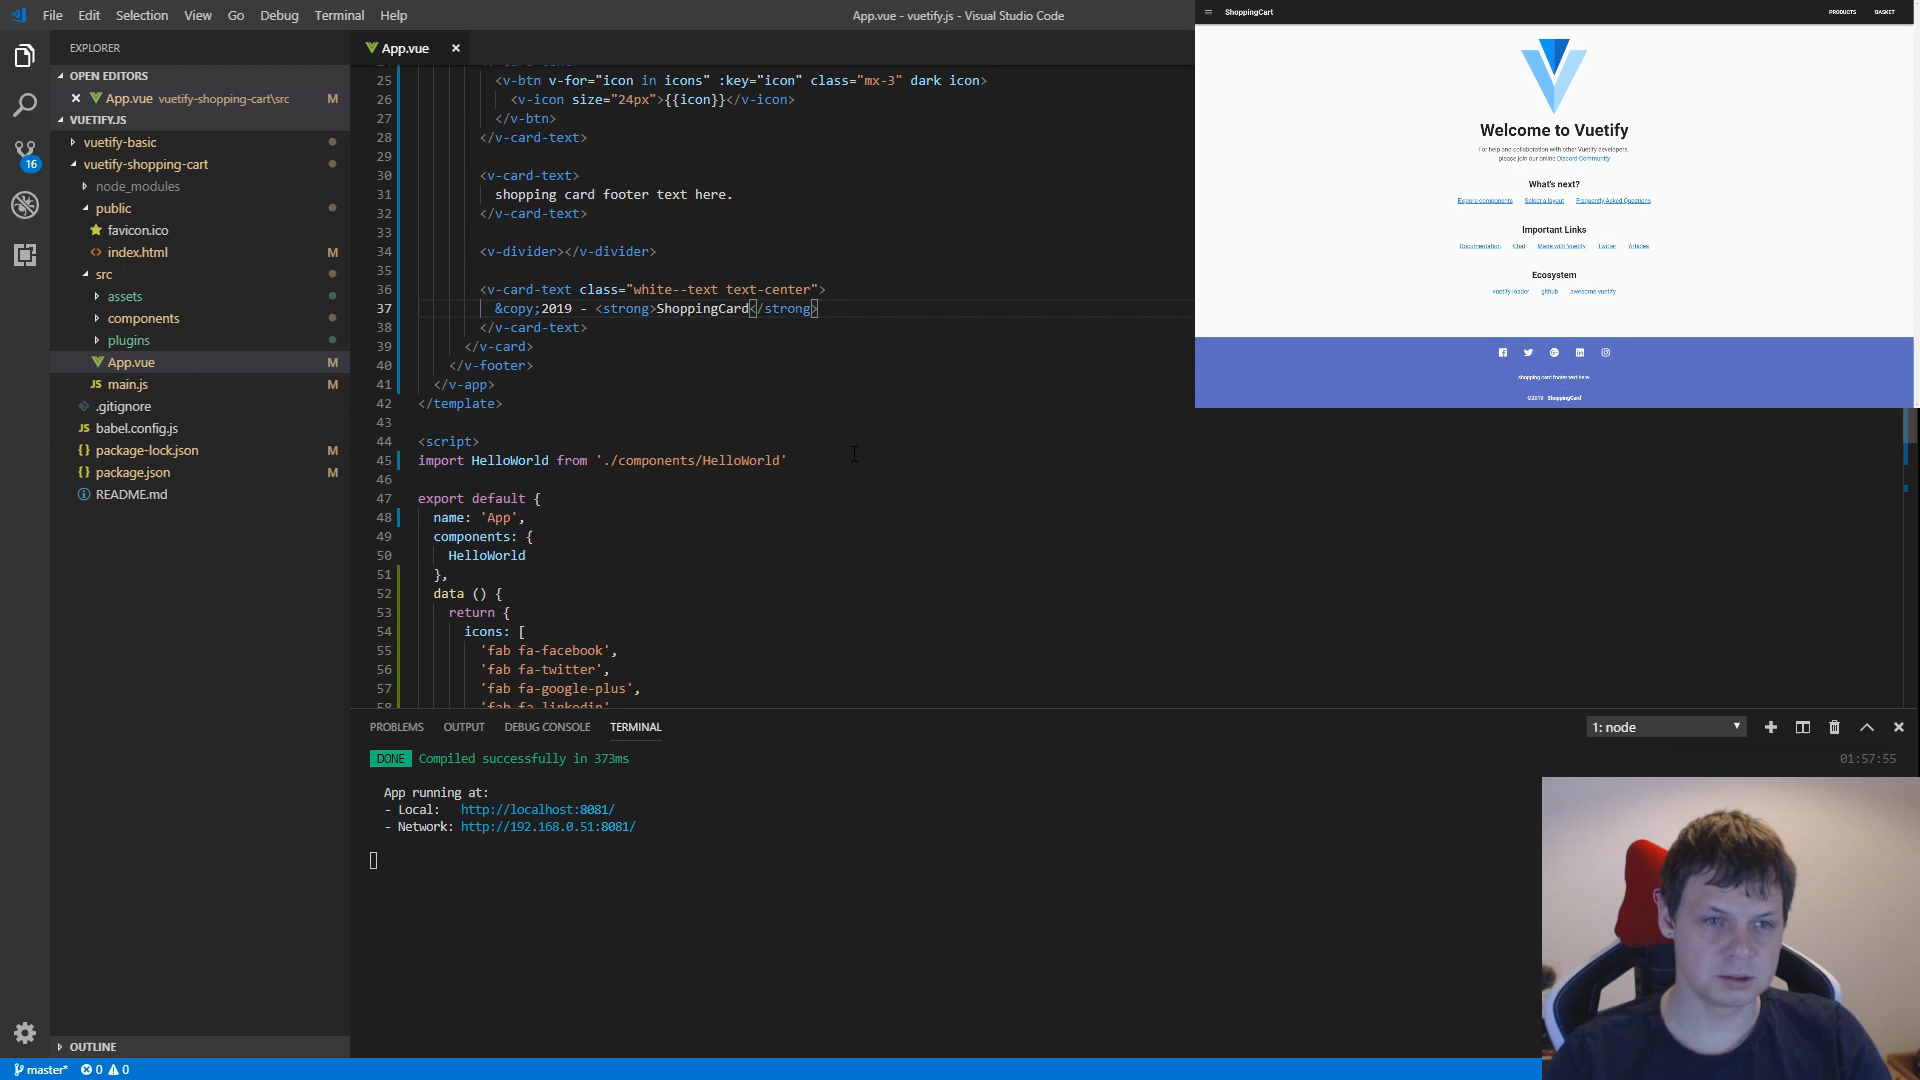 File Edit Selection View Go Debug Terminal Help
App.vue - vuetify.js - Visual Studio Code
EXPLORER
OPEN EDITORS
App.vue vuetify-shopping-cart\src M
VUETIFY.JS
vuetify-basic
vuetify-shopping-cart
node_modules
public
favicon.ico
index.html M
src
assets
components
plugins
App.vue M
main.js M
.gitignore
babel.config.js
package-lock.json M
package.json M
README.md
OUTLINE
16
App.vue
25 <v-btn v-for="icon in icons" :key="icon" class="mx-3" dark icon>
26 <v-icon size="24px">{{icon}}</v-icon>
27 </v-btn>
28 </v-card-text>
29
30 <v-card-text>
31 shopping card footer text here.
32 </v-card-text>
33
34 <v-divider></v-divider>
35
36 <v-card-text class="white--text text-center">
37 &copy;2019 - <strong>ShoppingCard</strong>
38 </v-card-text>
39 </v-card>
40 </v-footer>
41 </v-app>
42 </template>
43
44 <script>
45 import HelloWorld from './components/HelloWorld'
46
47 export default {
48 name: 'App',
49 components: {
50 HelloWorld
51 },
52 data () {
53 return {
54 icons: [
55 'fab fa-facebook',
56 'fab fa-twitter',
57 'fab fa-google-plus',
58 'fab fa-linkedin'
PROBLEMS OUTPUT DEBUG CONSOLE TERMINAL
1: node
DONE Compiled successfully in 373ms
01:57:55
App running at:
- Local: http://localhost:8081/
- Network: http://192.168.0.51:8081/
master* 0 0
ShoppingCart PRODUCTS BASKET
Welcome to Vuetify
For help and collaboration with other Vuetify developers,
please join our online Discord Community
What's next?
Explore components Select a layout Frequently Asked Questions
Important Links
Documentation Chat Made with Vuetify Twitter Articles
Ecosystem
vuetify-loader github awesome-vuetify
shopping card footer text here.
©2019 - ShoppingCard